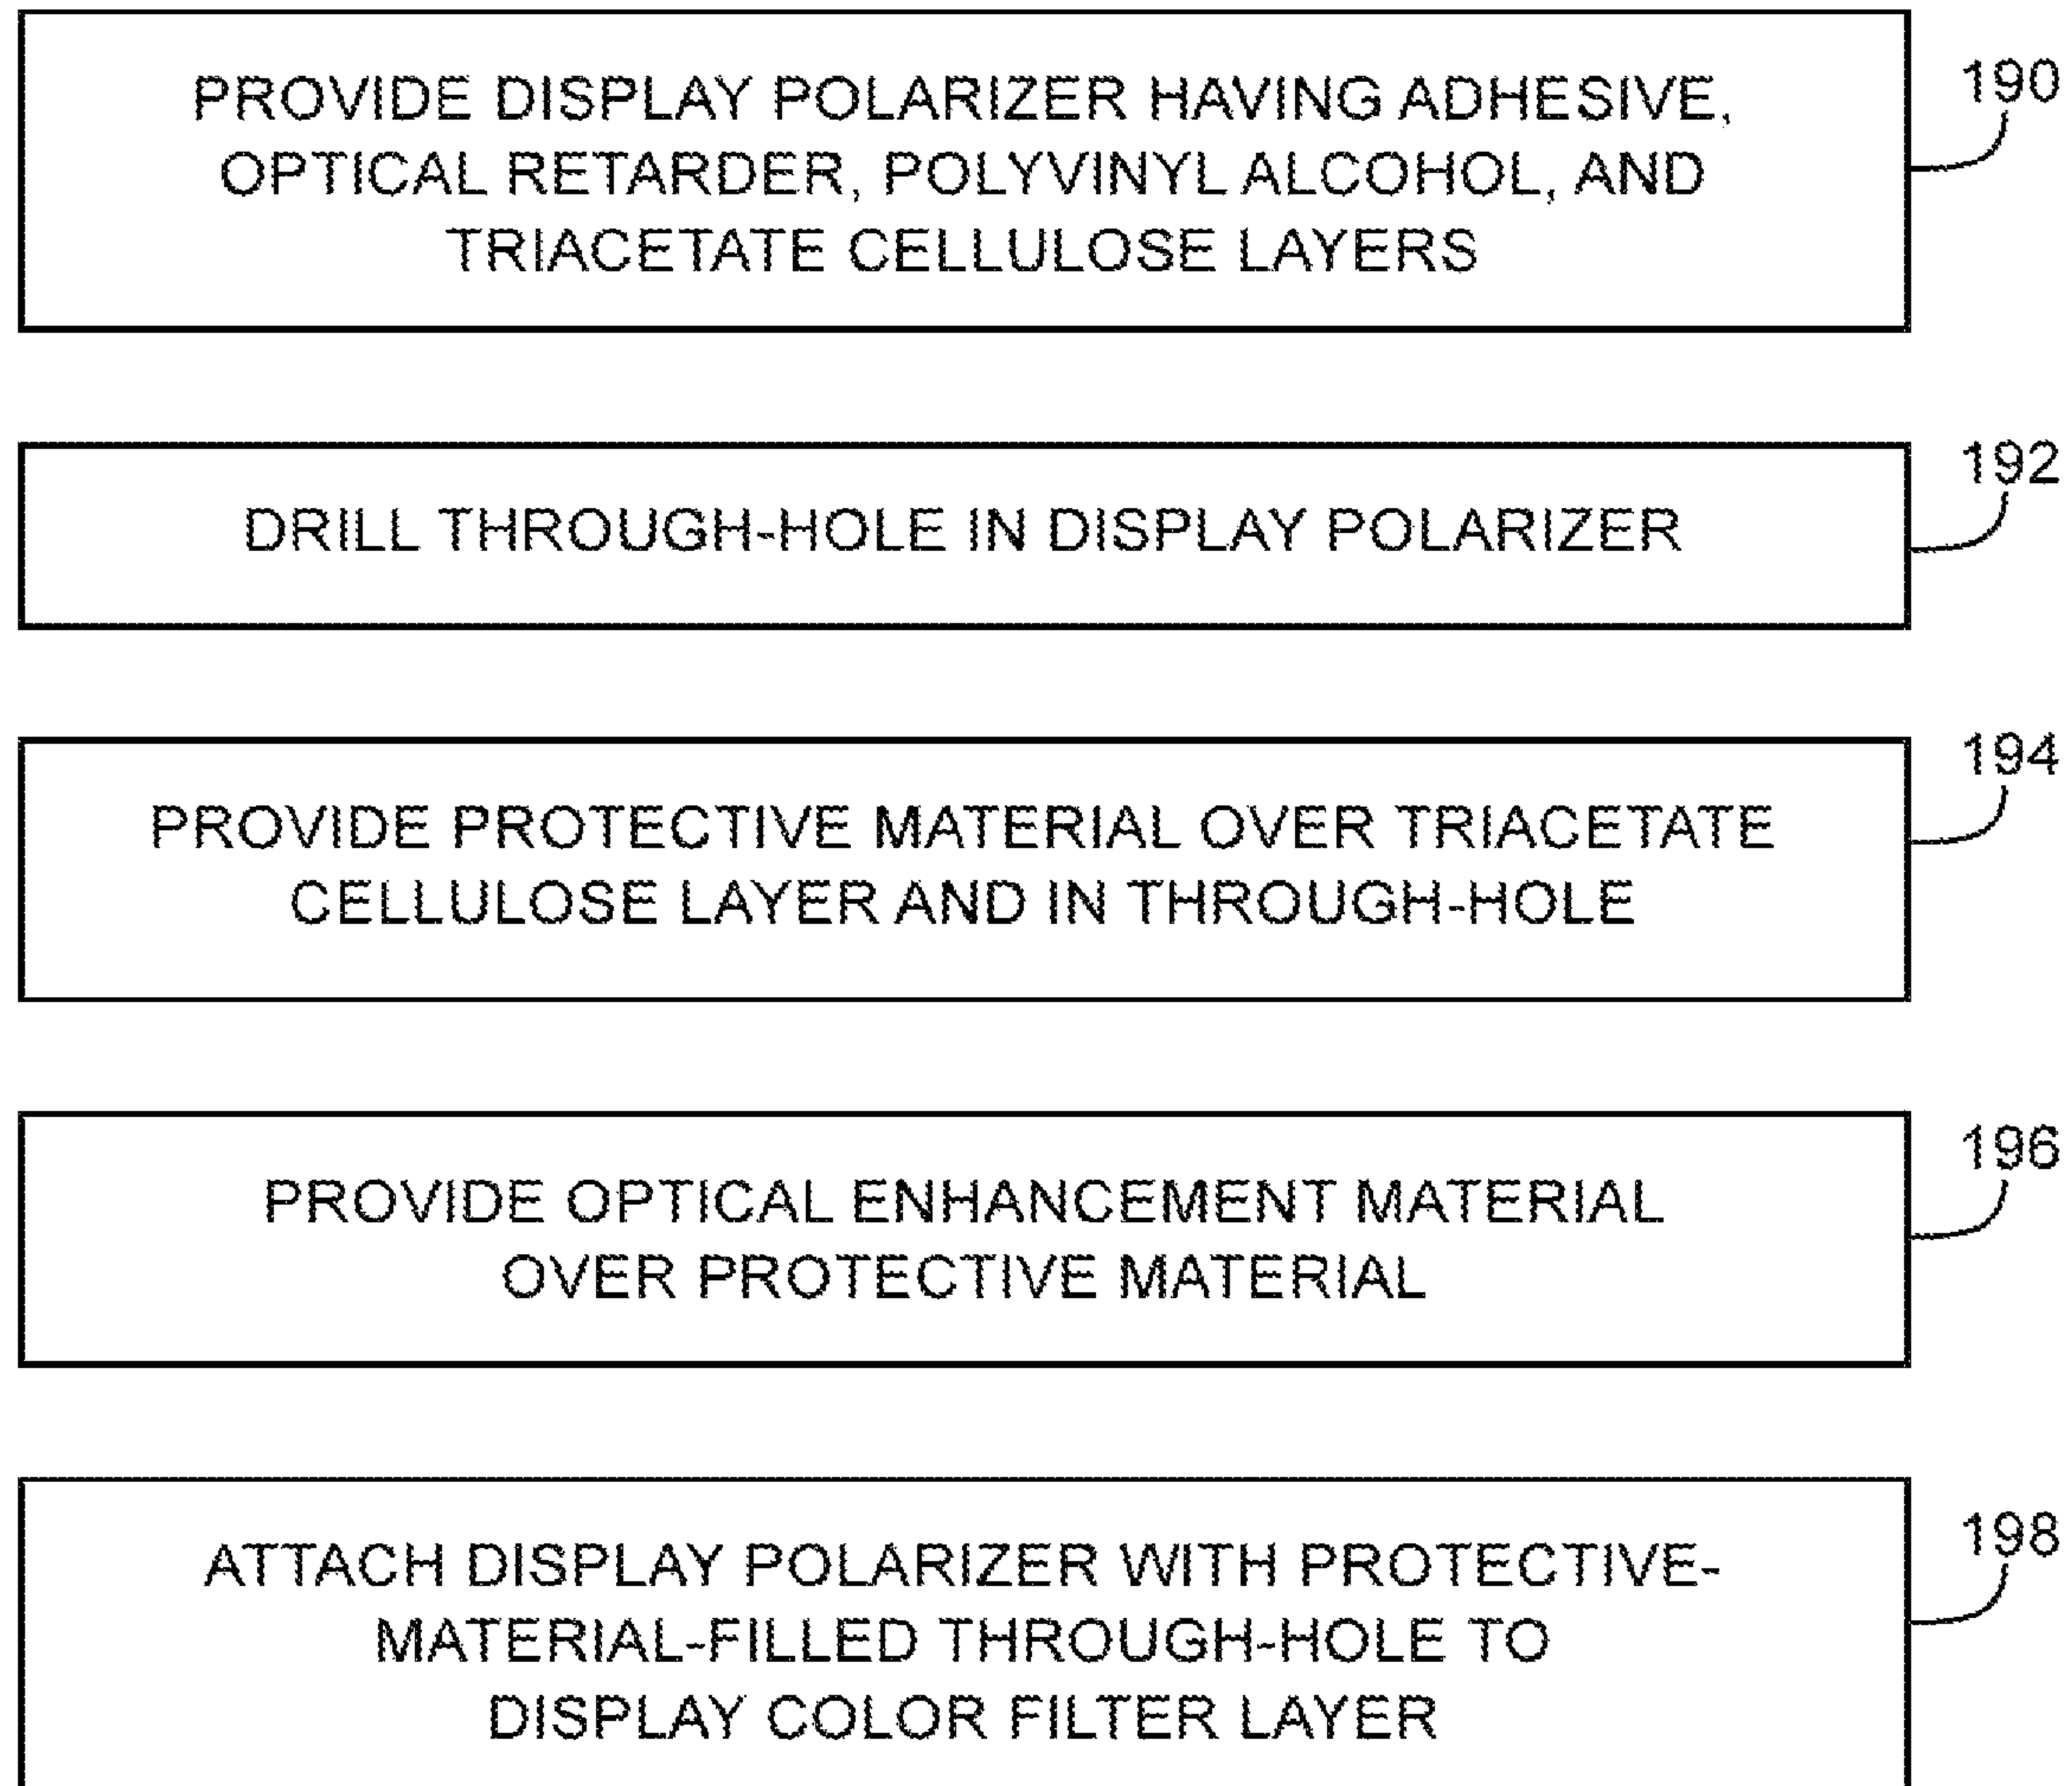 PROVIDE DISPLAY POLARIZER HAVING ADHESIVE,
OPTICAL RETARDER, POLYVINYL ALCOHOL, AND
TRIACETATE CELLULOSE LAYERS
190
DRILL THROUGH-HOLE IN DISPLAY POLARIZER
192
PROVIDE PROTECTIVE MATERIAL OVER TRIACETATE
CELLULOSE LAYER AND IN THROUGH-HOLE
194
PROVIDE OPTICAL ENHANCEMENT MATERIAL
OVER PROTECTIVE MATERIAL
196
ATTACH DISPLAY POLARIZER WITH PROTECTIVE-
MATERIAL-FILLED THROUGH-HOLE TO
DISPLAY COLOR FILTER LAYER
198